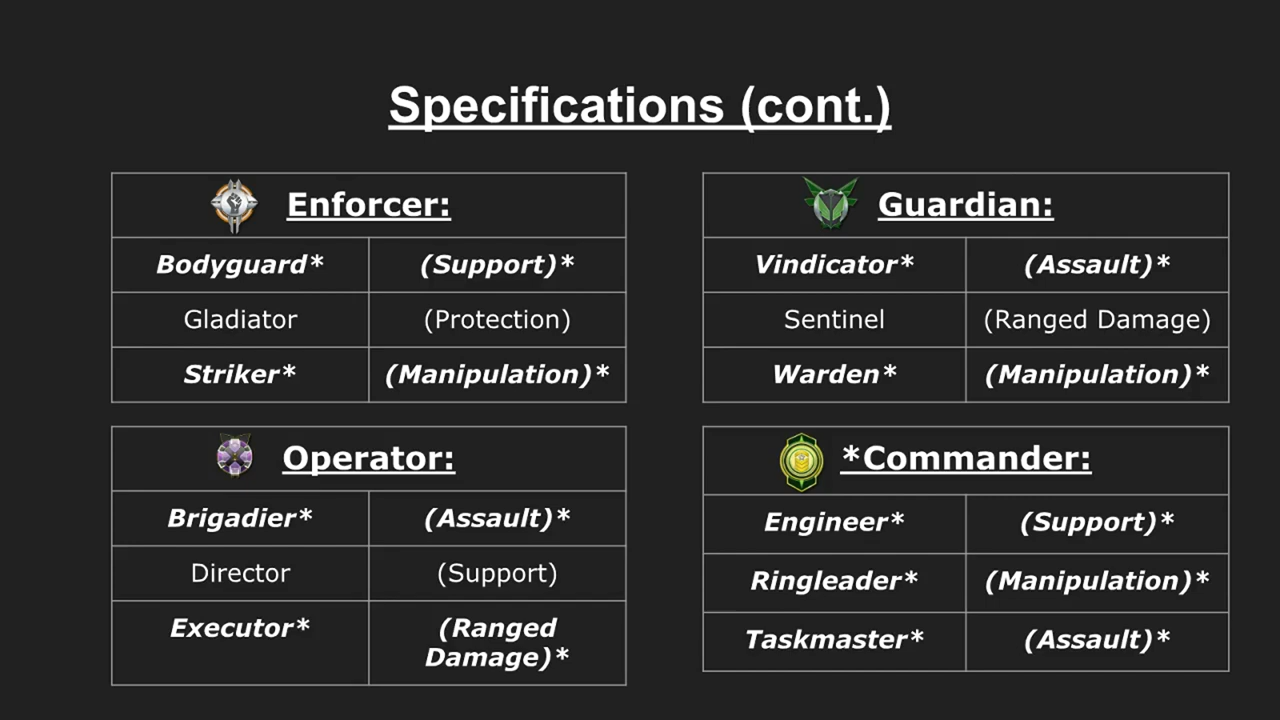 Specifications (cont.)
Enforcer:
Bodyguard* (Support)*
Gladiator (Protection)
Striker* (Manipulation)*
Guardian:
Vindicator* (Assault)*
Sentinel (Ranged Damage)
Warden* (Manipulation)*
Operator:
Brigadier* (Assault)*
Director (Support)
Executor* (Ranged
Damage)*
*Commander:
Engineer* (Support)*
Ringleader* (Manipulation)*
Taskmaster* (Assault)*